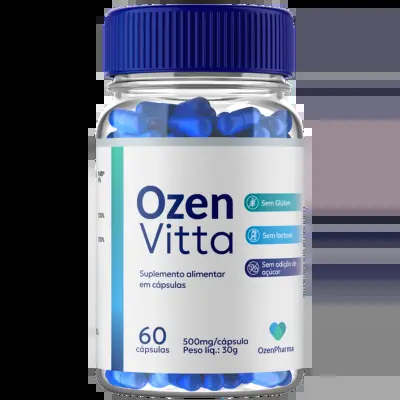 Ozen
Vitta
Suplemento alimentar
em cápsulas
60
cápsulas
500mg/cápsula
Peso líq.: 30g
Sem Glúten
Sem lactose
Sem adição de
açúcar
OzenPharma